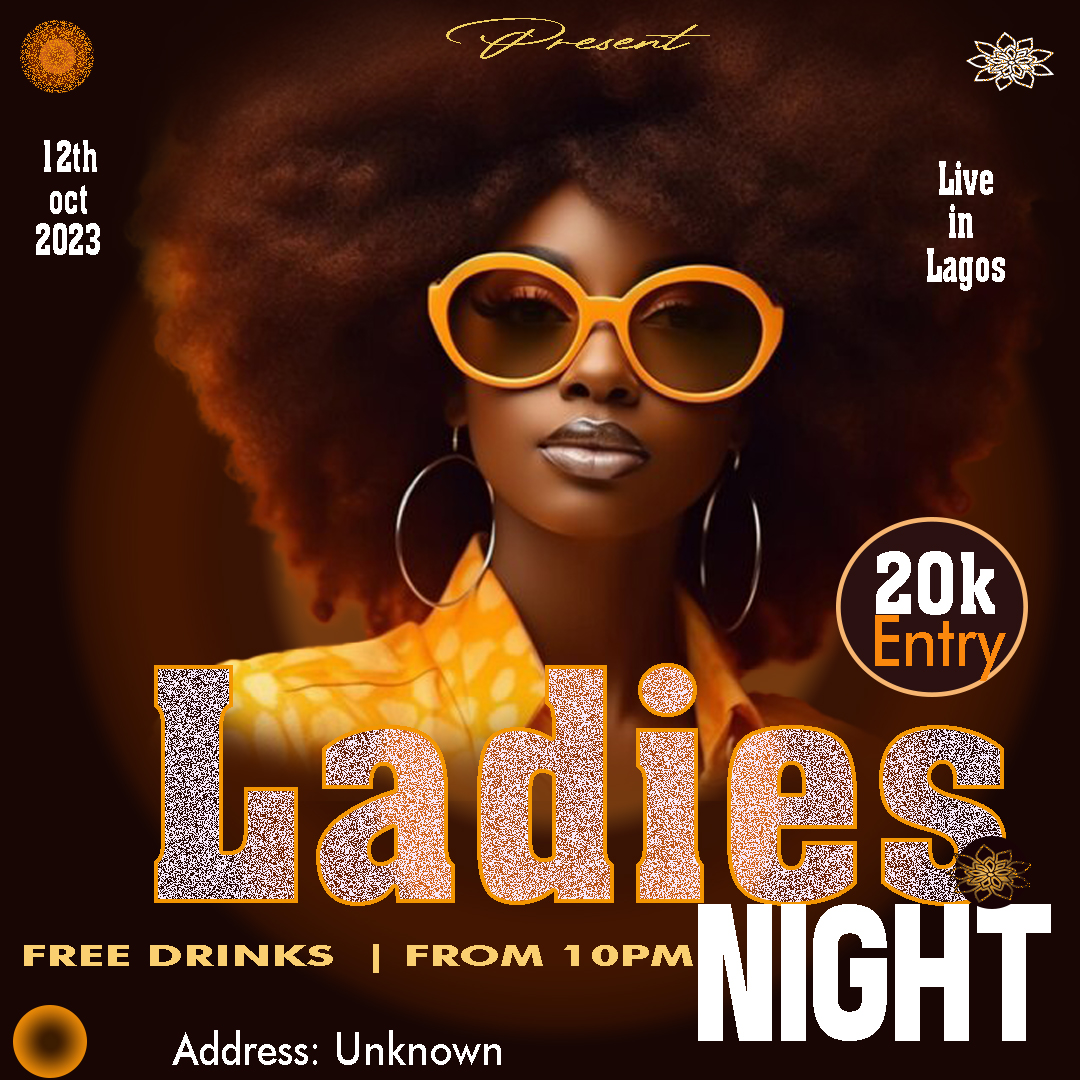 Present
12th
oct
2023
Live
in
Lagos
20k
Entry
Ladies
NIGHT
FREE DRINKS | FROM 10PM
Address: Unknown